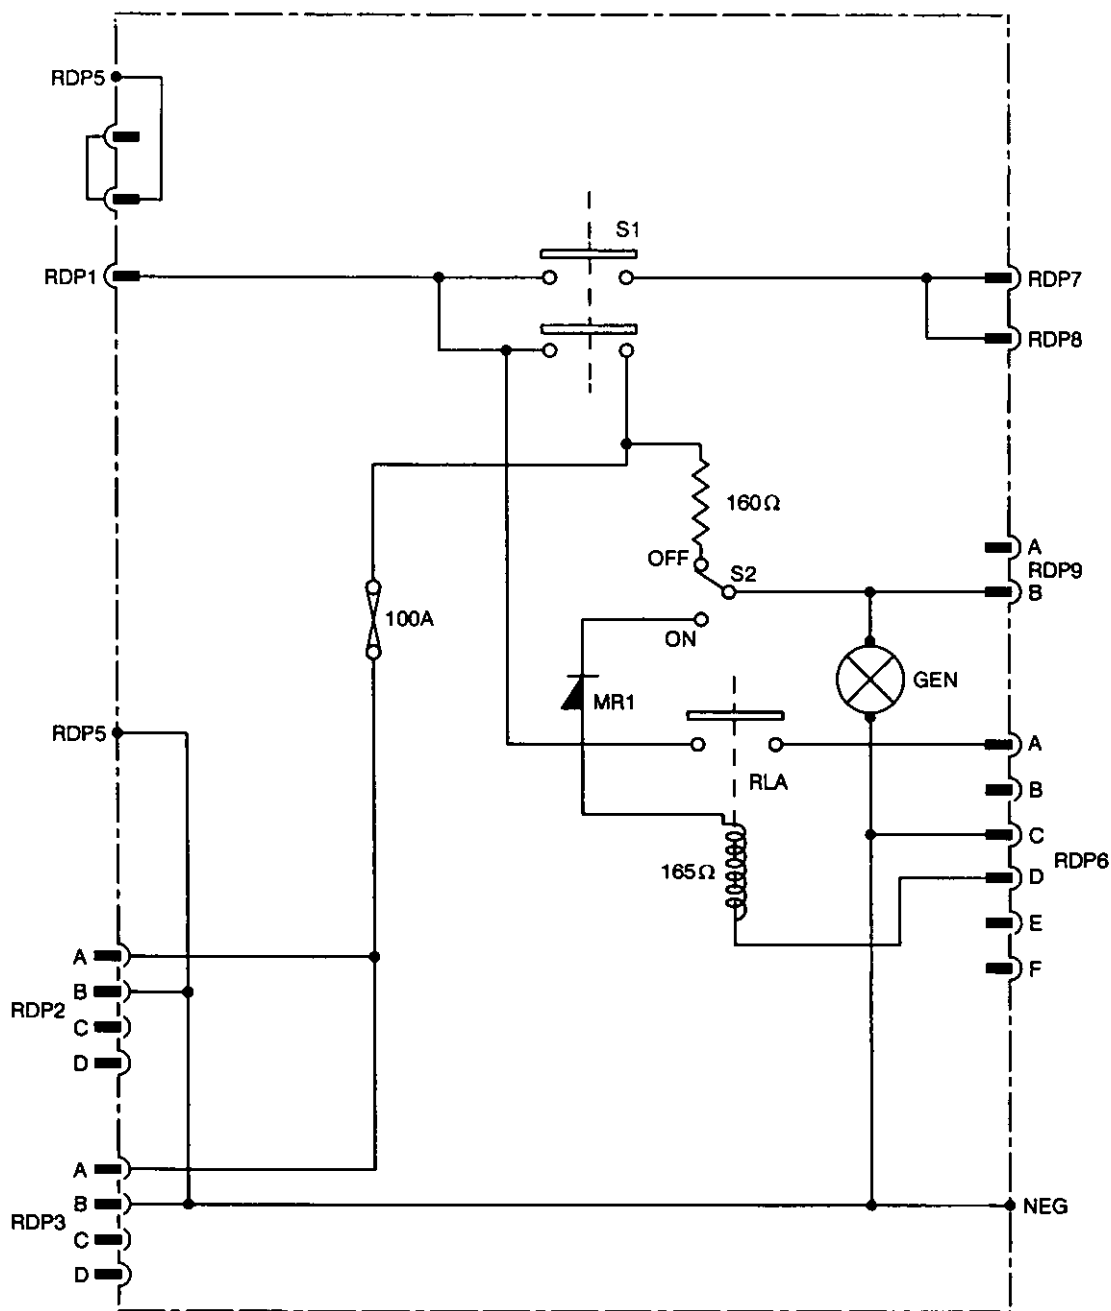 RDP5
S1
RDP1
RDP7
RDP8
160Ω
OFF
S2
A
RDP9
B
ON
100A
GEN
MR1
RDP5
A
RLA
B
C
RDP6
165Ω
D
E
F
A
B
RDP2
C
D
A
B
NEG
RDP3
C
D